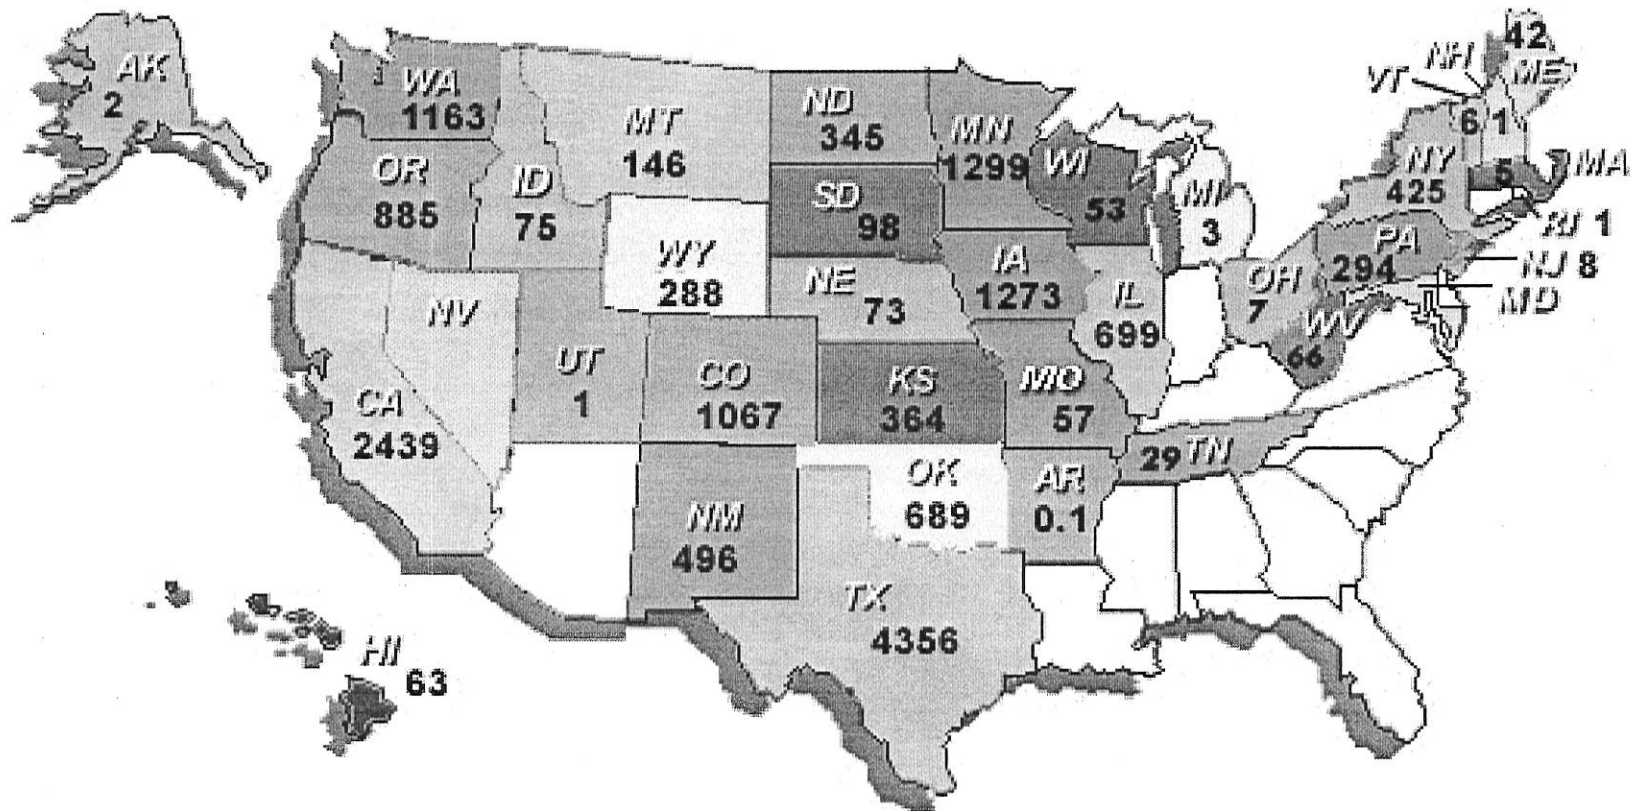 AK
2
WA
1163
OR
885
ID
75
MT
146
WY
288
NV
CA
2439
UT
1
CO
1067
NM
496
ND
345
SD
98
NE
73
KS
364
OK
689
TX
4356
MN
1299
IA
1273
MO
57
AR
0.1
WI
53
IL
699
MI
3
OH
7
WV
66
TN
29
PA
294
NY
425
VT
6
NH
1
ME
42
MA
5
RI 1
NJ 8
MD
HI
63